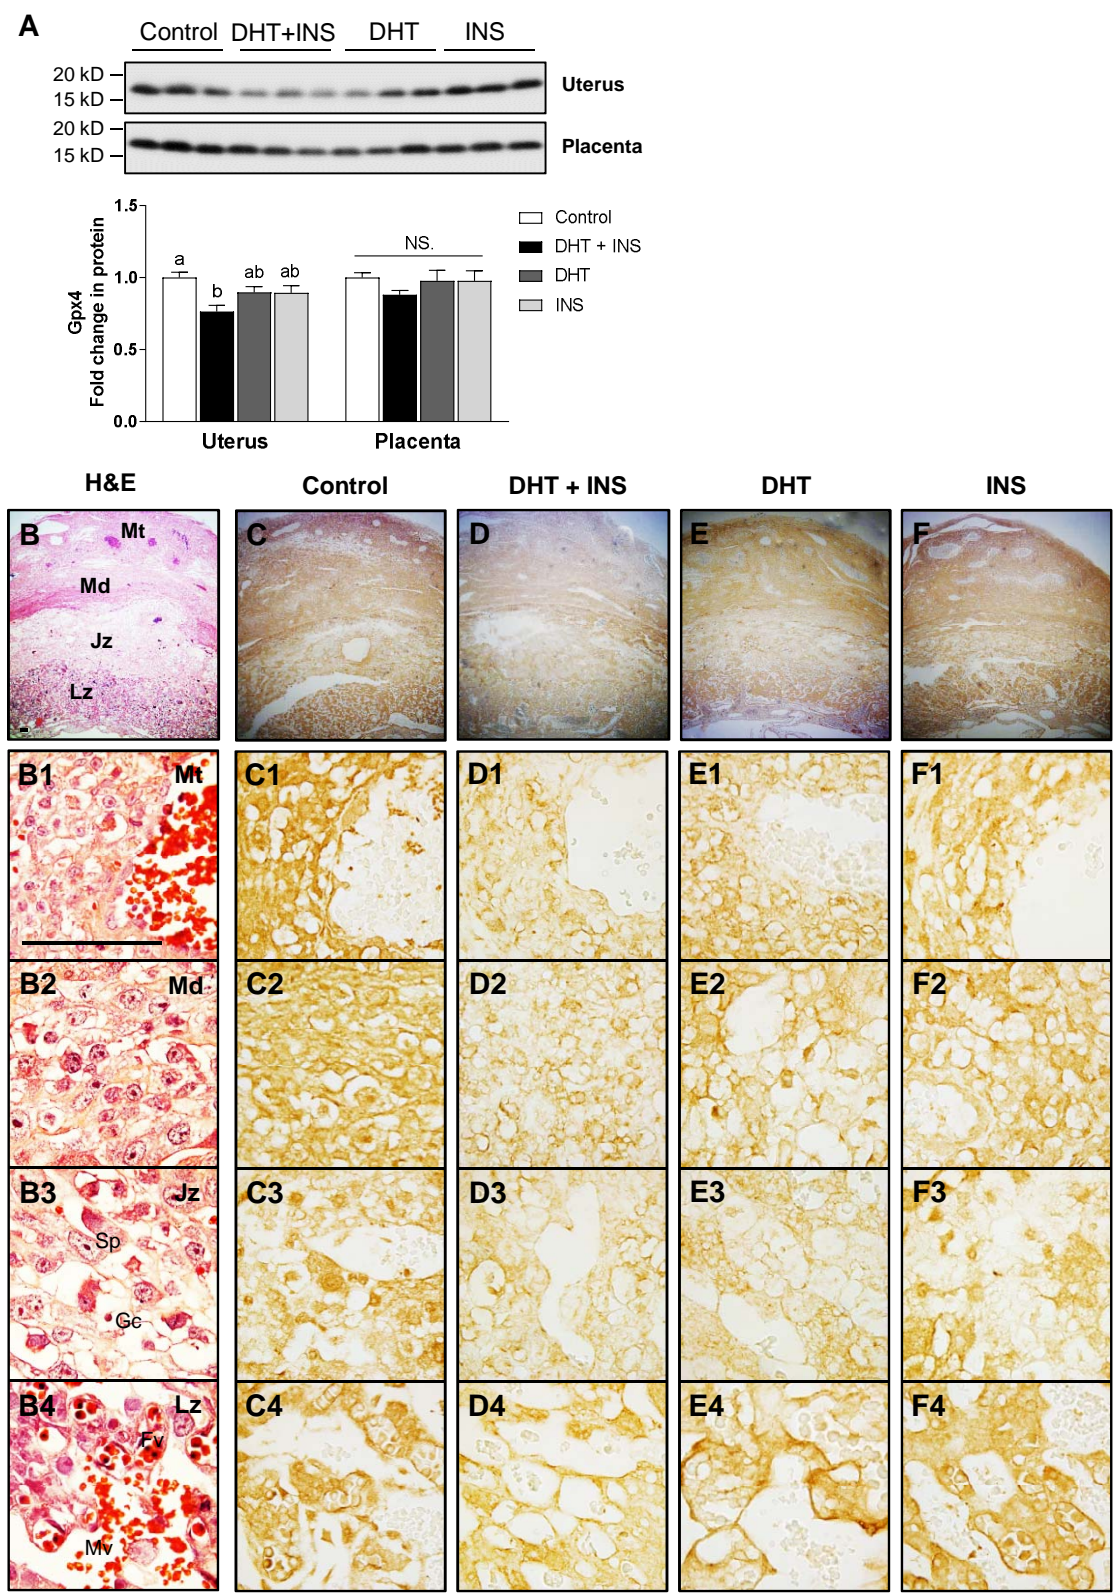 A
Control DHT+INS DHT INS
20 kD
15 kD
Uterus
20 kD
15 kD
Placenta
Gpx4
Fold change in protein
1.5
1.0
0.5
0.0
a
b
ab
ab
NS.
Control
DHT + INS
DHT
INS
Uterus Placenta
H&E Control DHT + INS DHT INS
B Mt C D E F
Md
Jz
Lz
B1 Mt C1 D1 E1 F1
B2 Md C2 D2 E2 F2
B3 Jz C3 D3 E3 F3
Sp
Gc
B4 Lz C4 D4 E4 F4
Fv
Mv